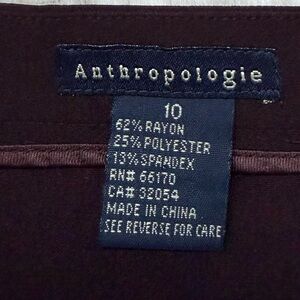 Anthropologie
10
62% RAYON
25% POLYESTER
13% SPANDEX
RN# 66170
CA# 32054
MADE IN CHINA
SEE REVERSE FOR CARE